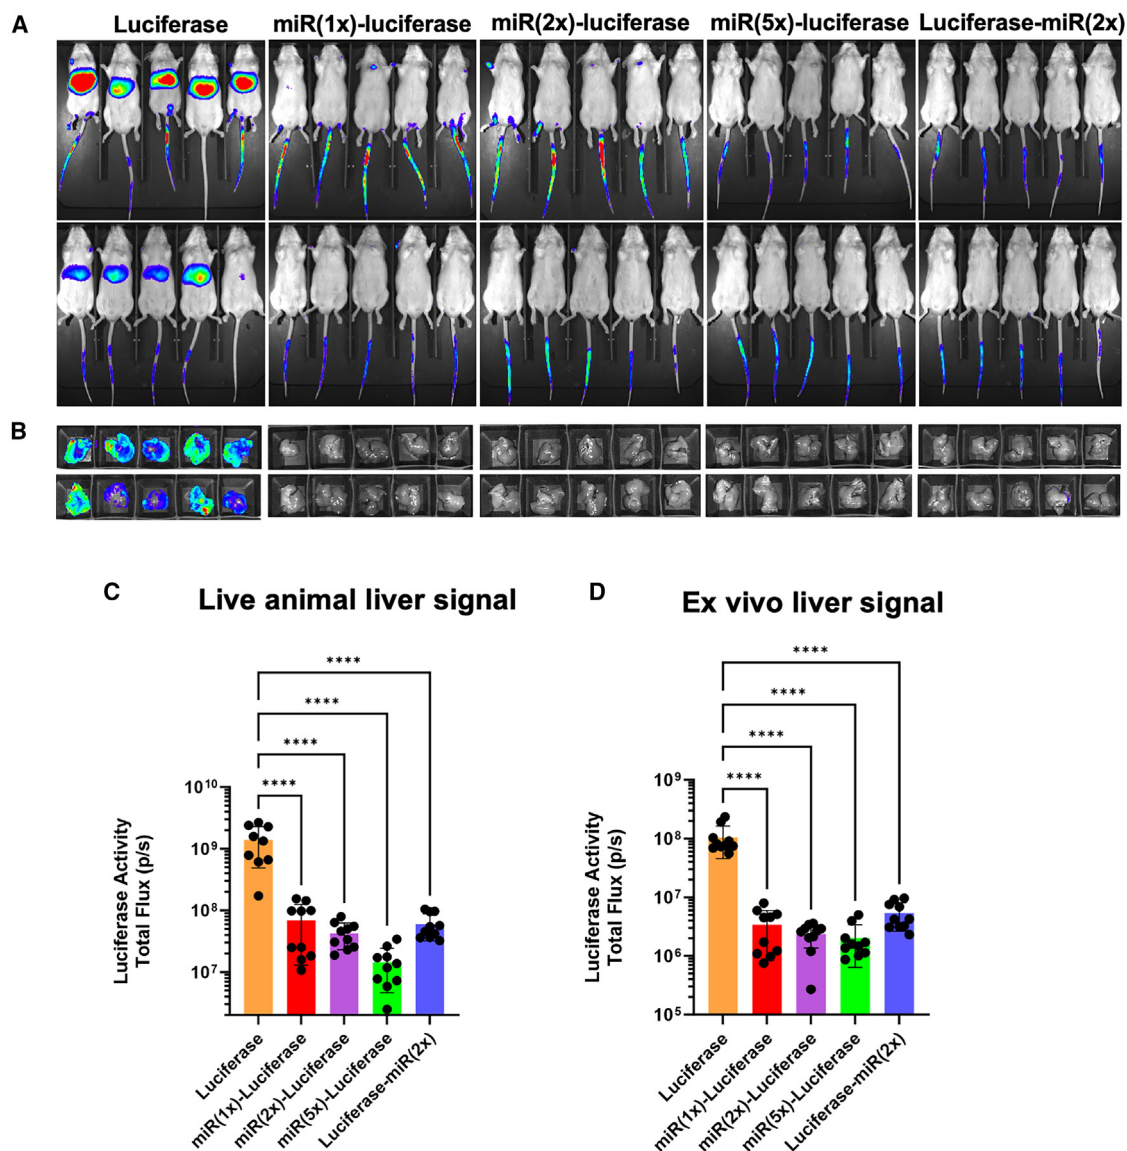 A
Luciferase miR(1x)-luciferase miR(2x)-luciferase miR(5x)-luciferase Luciferase-miR(2x)
B
C
Live animal liver signal
Luciferase Activity
Total Flux (p/s)
10^10
10^9
10^8
10^7
****
****
****
****
Luciferase
miR(1x)-Luciferase
miR(2x)-Luciferase
miR(5x)-Luciferase
Luciferase-miR(2x)
D
Ex vivo liver signal
Luciferase Activity
Total Flux (p/s)
10^9
10^8
10^7
10^6
10^5
****
****
****
****
Luciferase
miR(1x)-Luciferase
miR(2x)-Luciferase
miR(5x)-Luciferase
Luciferase-miR(2x)